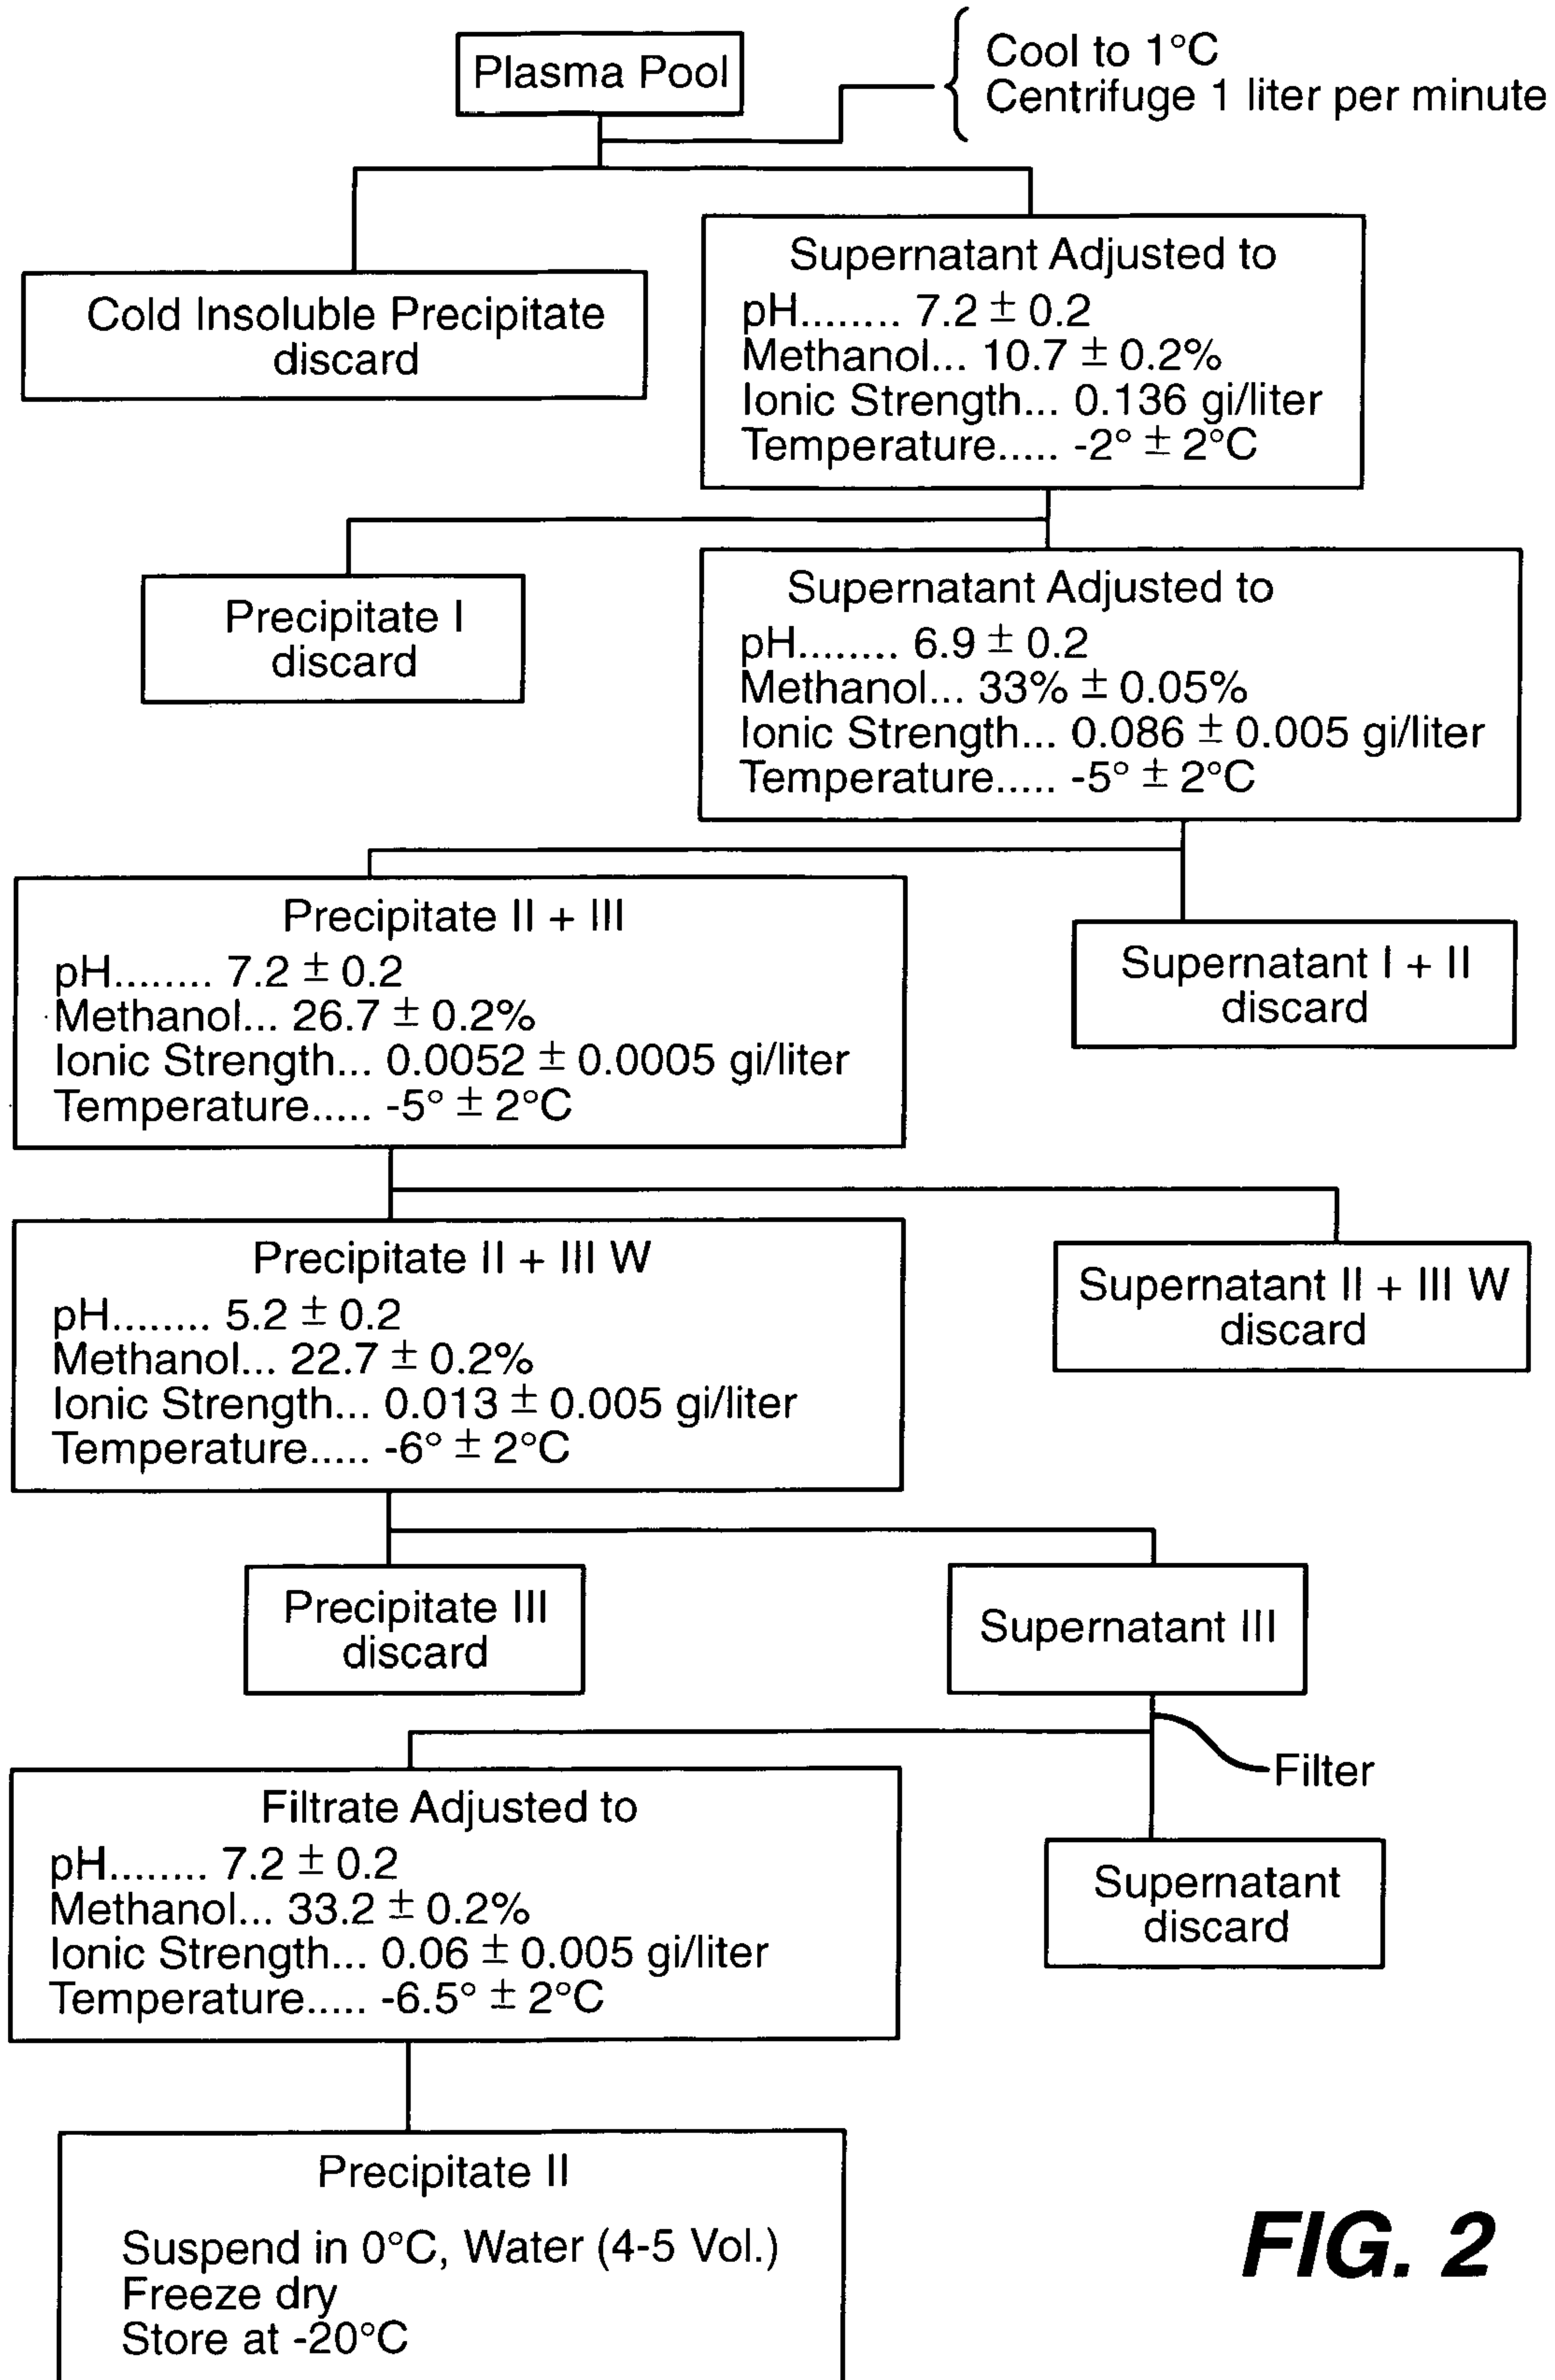 Plasma Pool
Cool to 1°C
Centrifuge 1 liter per minute
Cold Insoluble Precipitate
discard
Supernatant Adjusted to
pH........ 7.2 ± 0.2
Methanol... 10.7 ± 0.2%
Ionic Strength... 0.136 gi/liter
Temperature..... -2° ± 2°C
Precipitate I
discard
Supernatant Adjusted to
pH........ 6.9 ± 0.2
Methanol... 33% ± 0.05%
Ionic Strength... 0.086 ± 0.005 gi/liter
Temperature..... -5° ± 2°C
Precipitate II + III
pH........ 7.2 ± 0.2
Methanol... 26.7 ± 0.2%
Ionic Strength... 0.0052 ± 0.0005 gi/liter
Temperature..... -5° ± 2°C
Supernatant I + II
discard
Precipitate II + III W
pH........ 5.2 ± 0.2
Methanol... 22.7 ± 0.2%
Ionic Strength... 0.013 ± 0.005 gi/liter
Temperature..... -6° ± 2°C
Supernatant II + III W
discard
Precipitate III
discard
Supernatant III
Filter
Filtrate Adjusted to
pH........ 7.2 ± 0.2
Methanol... 33.2 ± 0.2%
Ionic Strength... 0.06 ± 0.005 gi/liter
Temperature..... -6.5° ± 2°C
Supernatant
discard
Precipitate II
Suspend in 0°C, Water (4-5 Vol.)
Freeze dry
Store at -20°C
FIG. 2